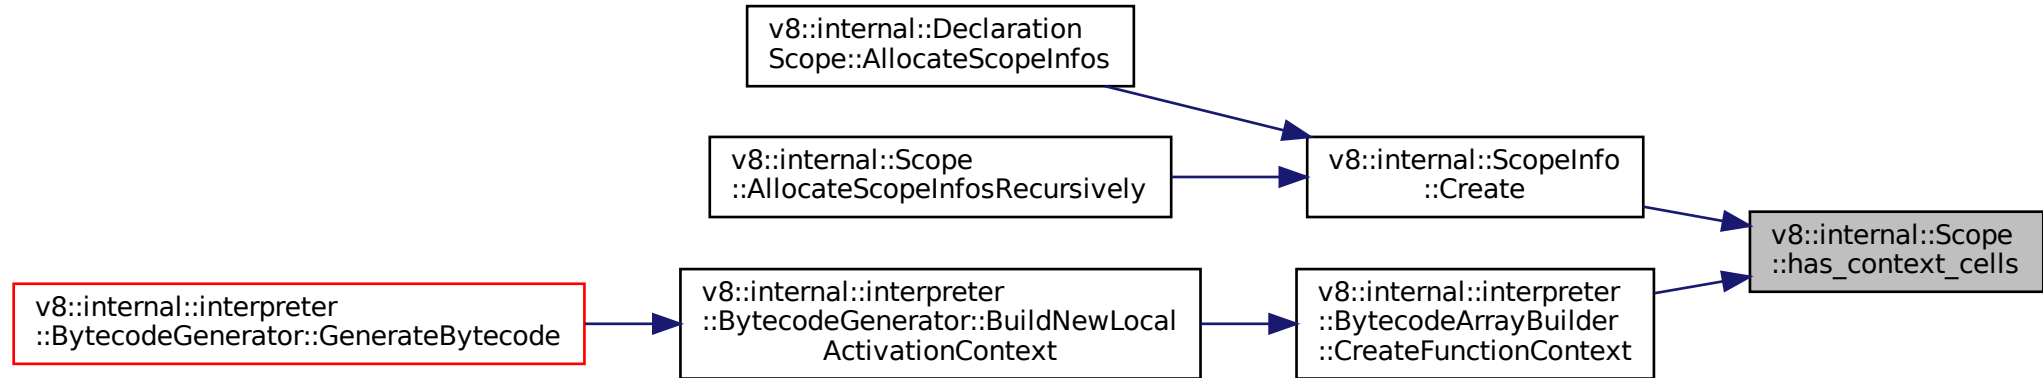 v8::internal::Declaration
Scope::AllocateScopeInfos
v8::internal::Scope
::AllocateScopeInfosRecursively
v8::internal::ScopeInfo
::Create
v8::internal::Scope
::has_context_cells
v8::internal::interpreter
::BytecodeGenerator::GenerateBytecode
v8::internal::interpreter
::BytecodeGenerator::BuildNewLocal
ActivationContext
v8::internal::interpreter
::BytecodeArrayBuilder
::CreateFunctionContext